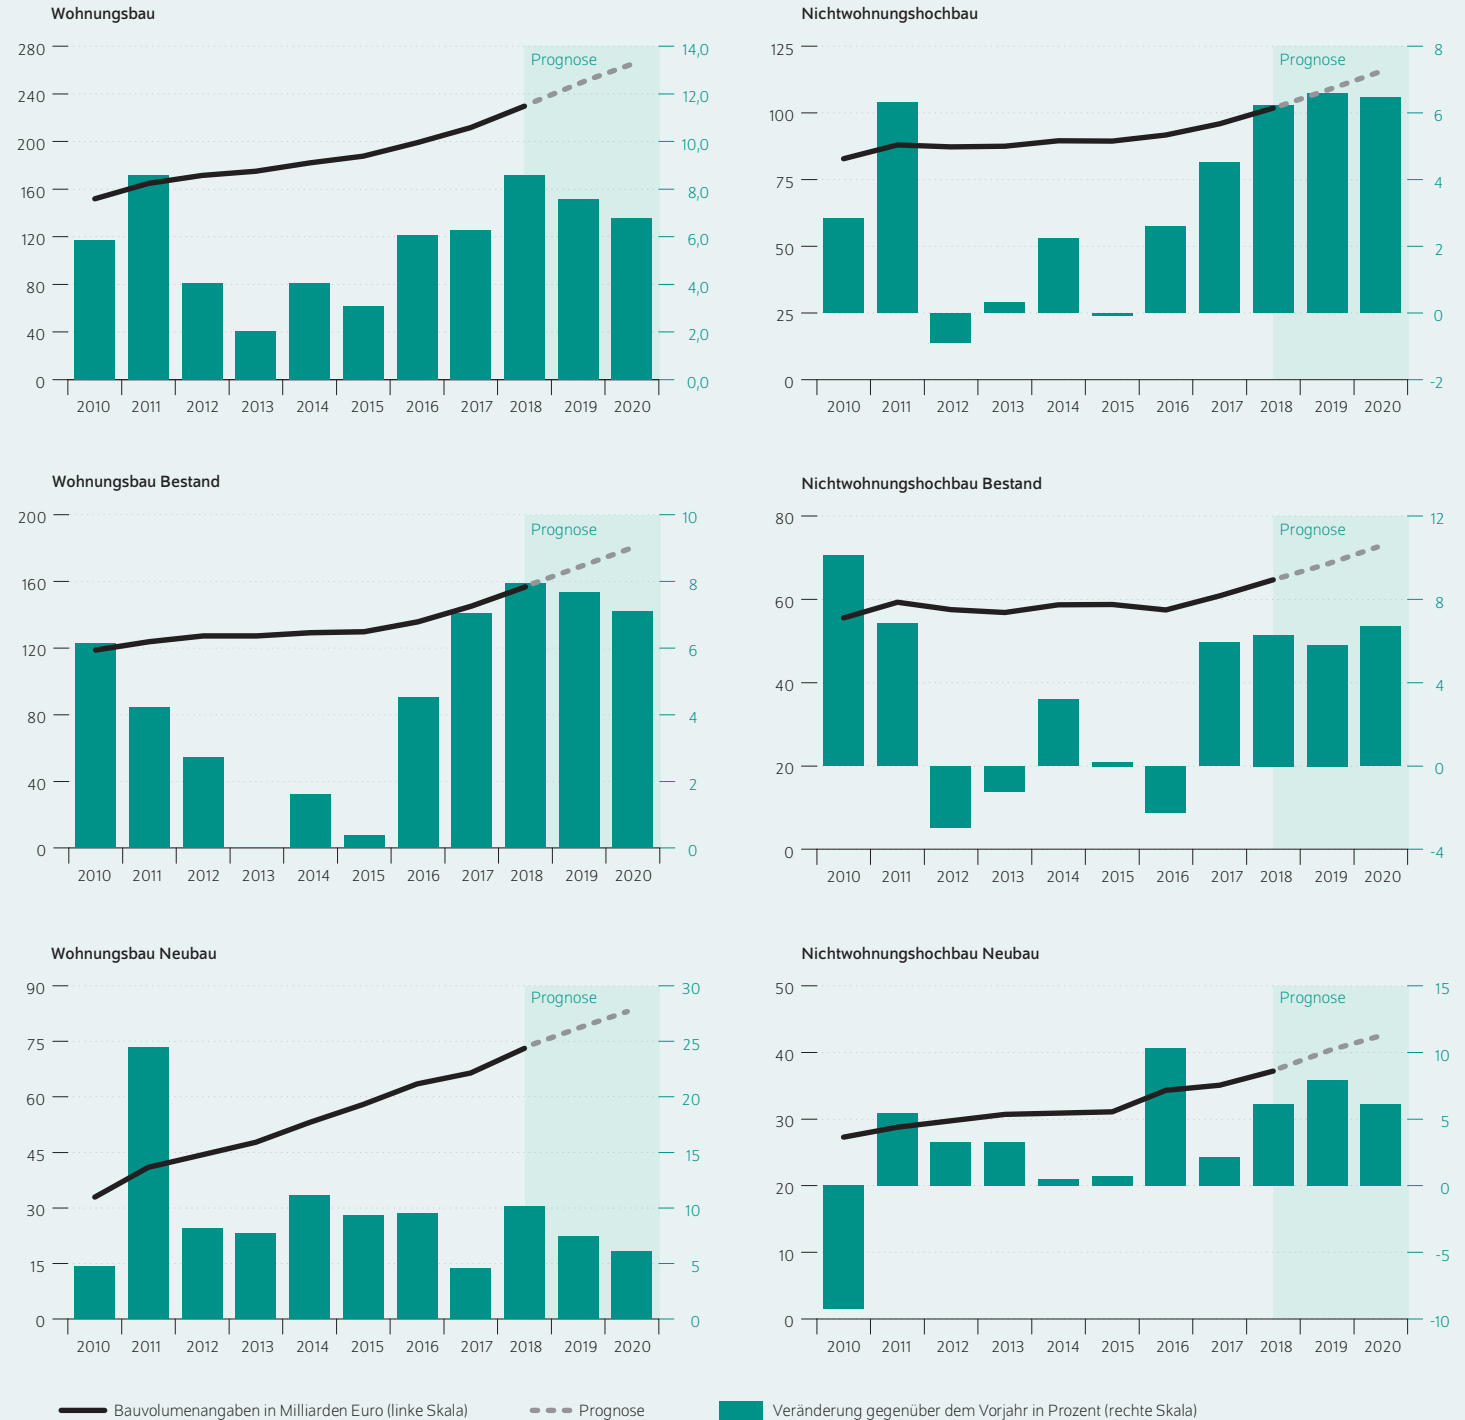 Wohnungsbau
280 14,0
Prognose
240 12,0
200 10,0
160 8,0
120 6,0
80 4,0
40 2,0
0 0,0
2010 2011 2012 2013 2014 2015 2016 2017 2018 2019 2020
Nichtwohnungshochbau
125 8
Prognose
100 6
75 4
50 2
25 0
0 -2
2010 2011 2012 2013 2014 2015 2016 2017 2018 2019 2020
Wohnungsbau Bestand
200 10
Prognose
160 8
120 6
80 4
40 2
0 0
2010 2011 2012 2013 2014 2015 2016 2017 2018 2019 2020
Nichtwohnungshochbau Bestand
80 12
Prognose
60 8
40 4
20 0
0 -4
2010 2011 2012 2013 2014 2015 2016 2017 2018 2019 2020
Wohnungsbau Neubau
90 30
Prognose
75 25
60 20
45 15
30 10
15 5
0 0
2010 2011 2012 2013 2014 2015 2016 2017 2018 2019 2020
Nichtwohnungshochbau Neubau
50 15
Prognose
40 10
30 5
20 0
10 -5
0 -10
2010 2011 2012 2013 2014 2015 2016 2017 2018 2019 2020
Bauvolumenangaben in Milliarden Euro (linke Skala) Prognose Veränderung gegenüber dem Vorjahr in Prozent (rechte Skala)